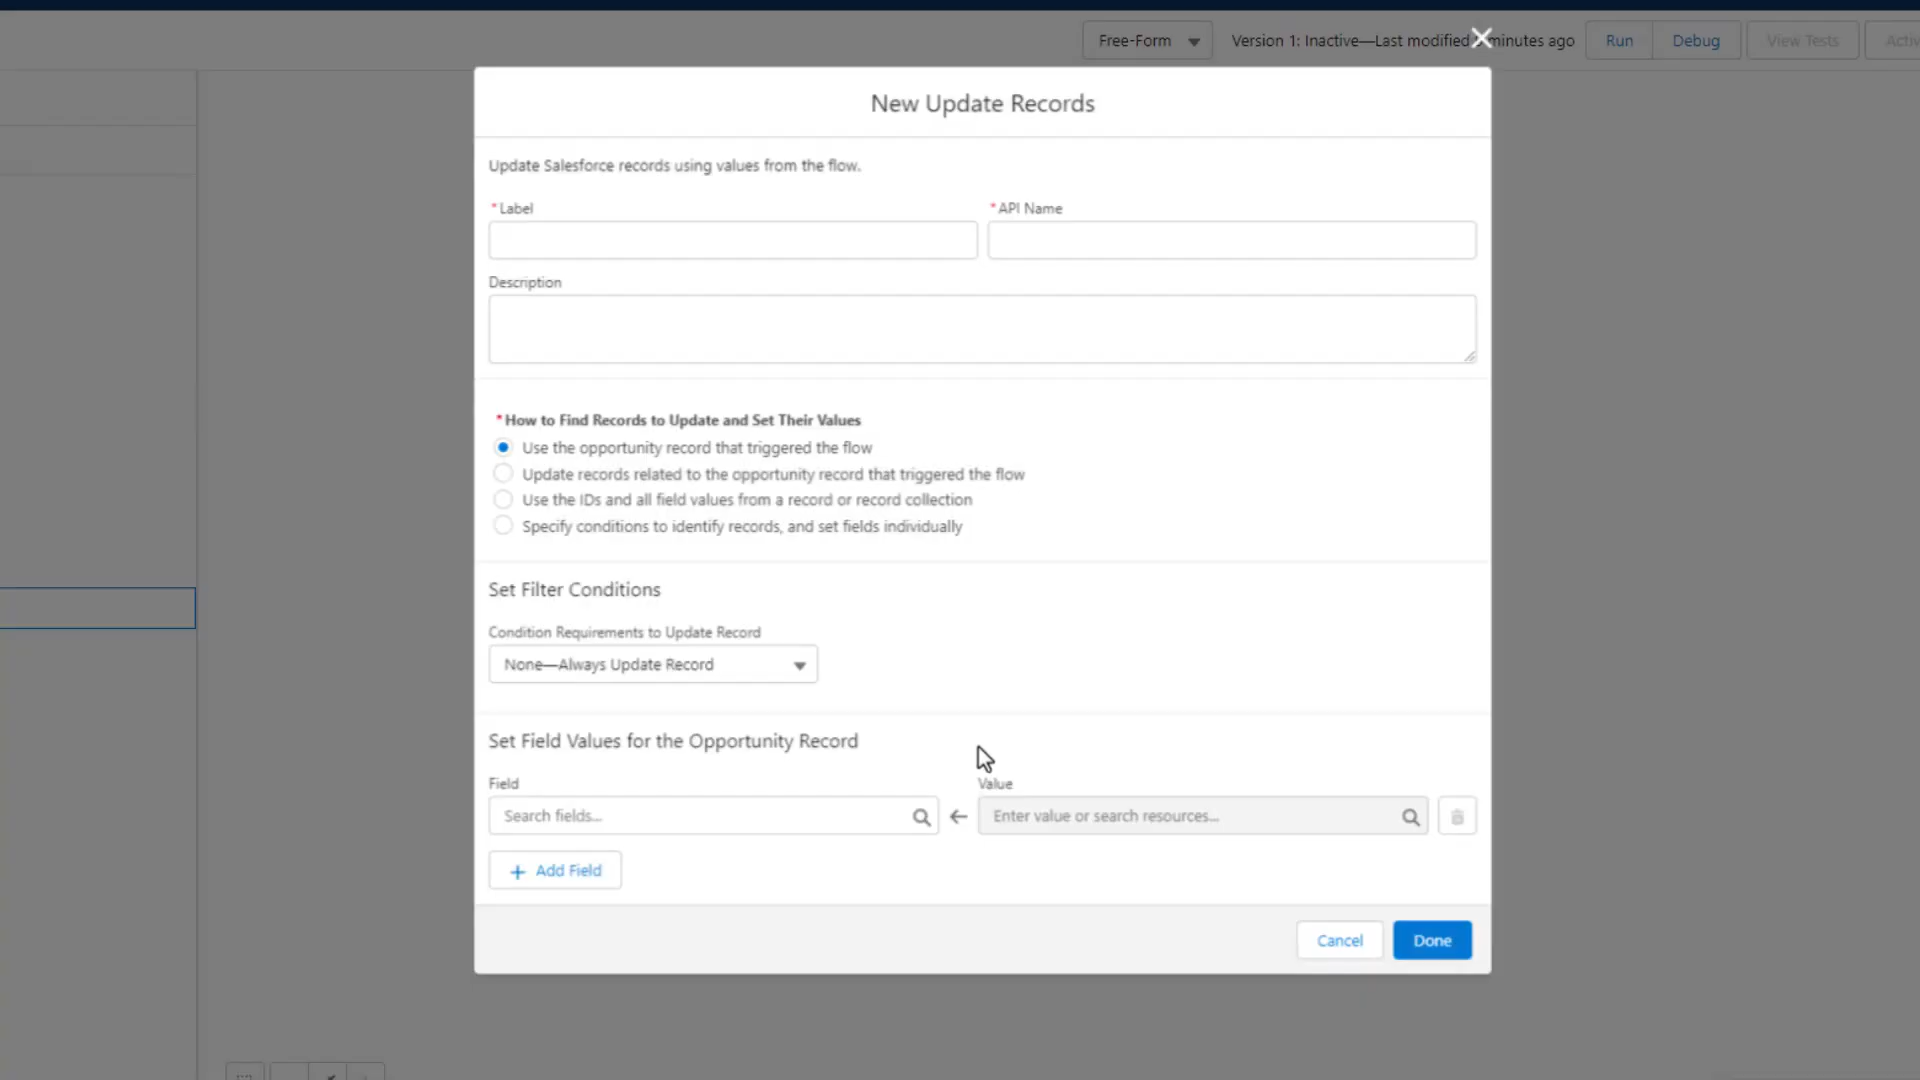 Free-Form
Version 1: Inactive—Last modified minutes ago
Run
Debug
View Tests
New Update Records
Update Salesforce records using values from the flow.
*Label
*API Name
Description
*How to Find Records to Update and Set Their Values
Use the opportunity record that triggered the flow
Update records related to the opportunity record that triggered the flow
Use the IDs and all field values from a record or record collection
Specify conditions to identify records, and set fields individually
Set Filter Conditions
Condition Requirements to Update Record
None—Always Update Record
Set Field Values for the Opportunity Record
Field
Value
Search fields...
Enter value or search resources...
Add Field
Cancel
Done